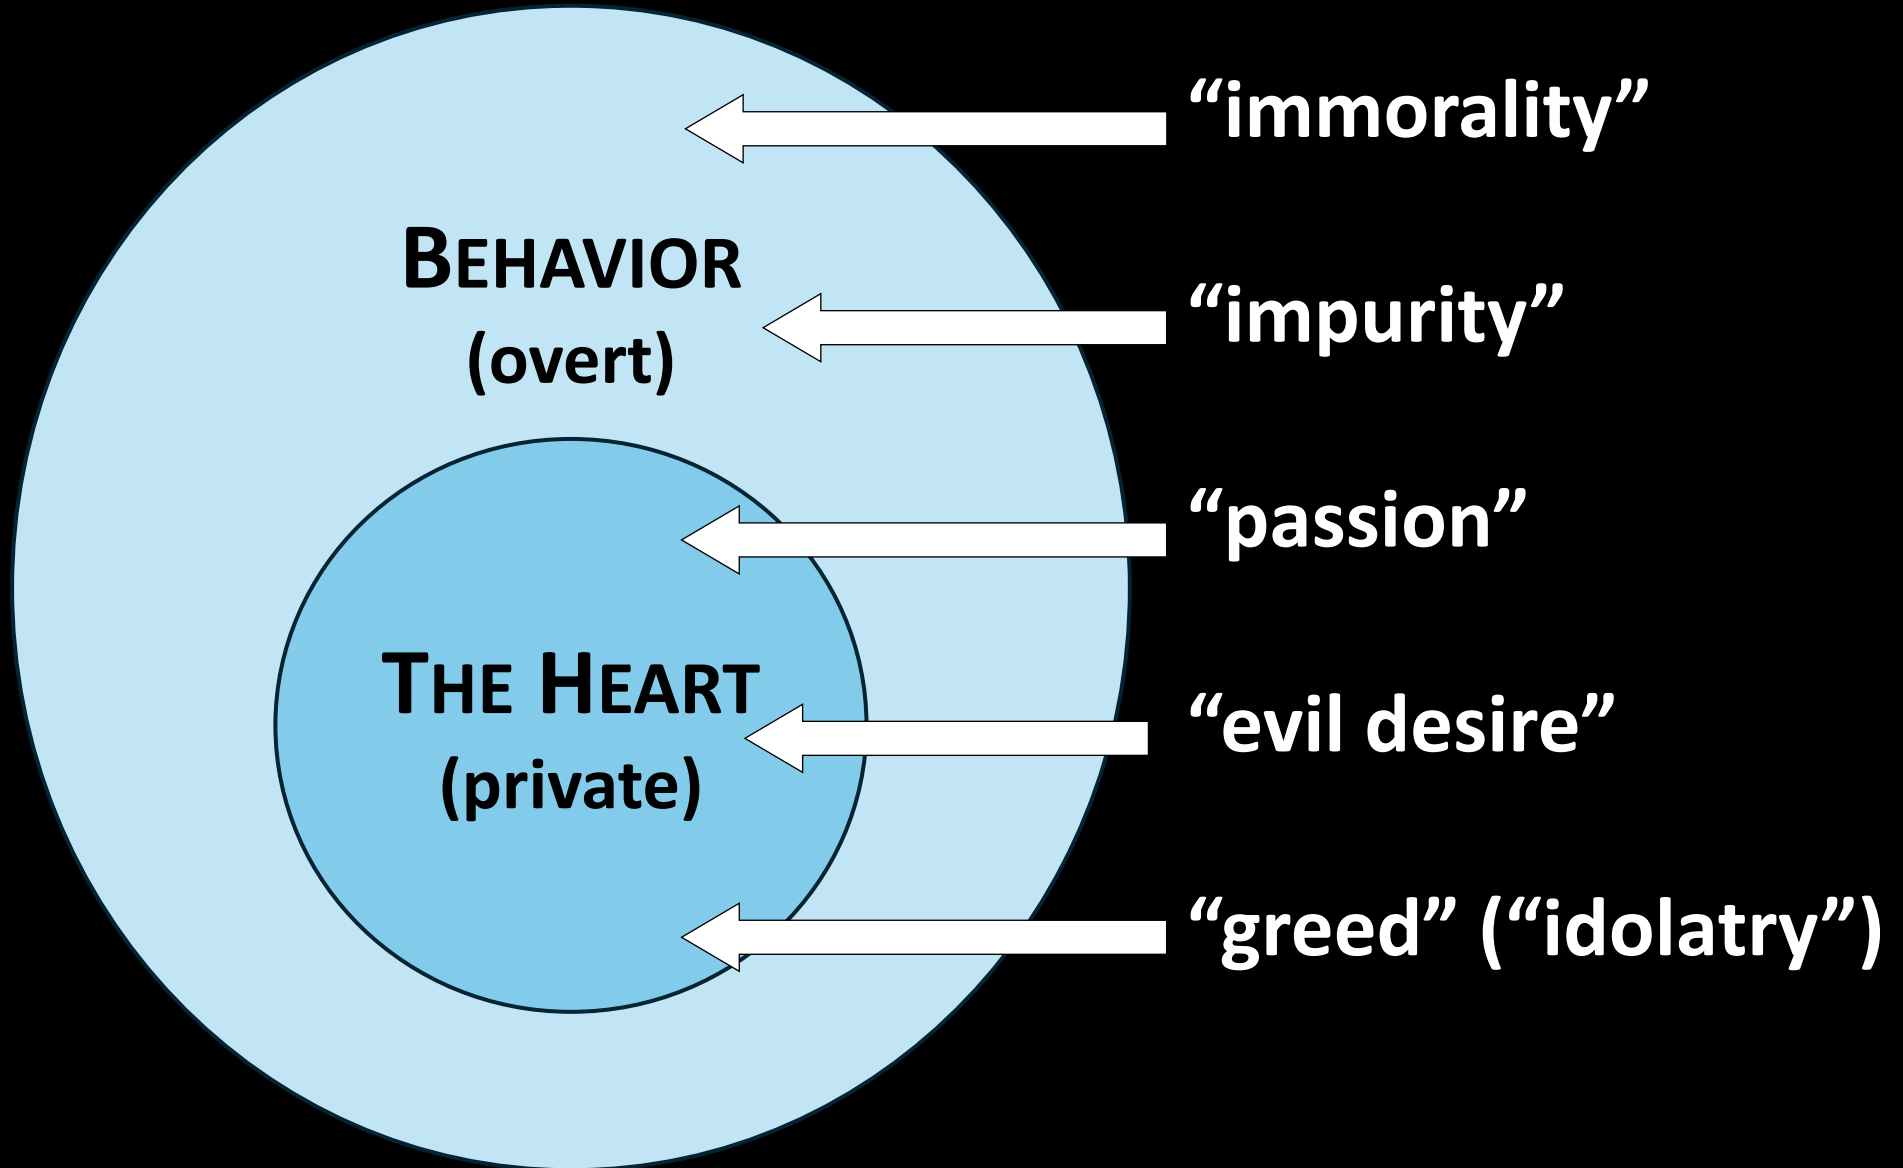 “immorality”
BEHAVIOR
(overt)
“impurity”
“passion”
THE HEART
(private)
“evil desire”
“greed” (“idolatry”)